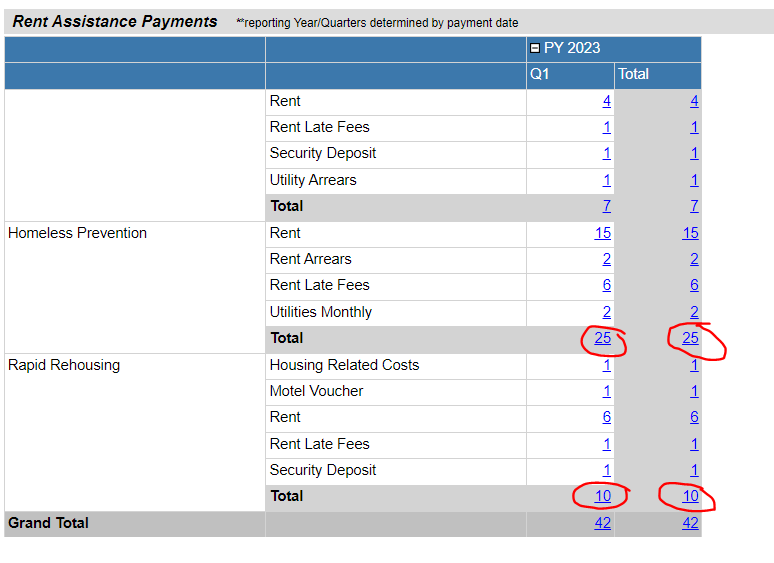 Rent Assistance Payments **reporting Year/Quarters determined by payment date
PY 2023
Q1 Total
Rent 4 4
Rent Late Fees 1 1
Security Deposit 1 1
Utility Arrears 1 1
Total 7 7
Homeless Prevention Rent 15 15
Rent Arrears 2 2
Rent Late Fees 6 6
Utilities Monthly 2 2
Total 25 25
Rapid Rehousing Housing Related Costs 1 1
Motel Voucher 1 1
Rent 6 6
Rent Late Fees 1 1
Security Deposit 1 1
Total 10 10
Grand Total 42 42